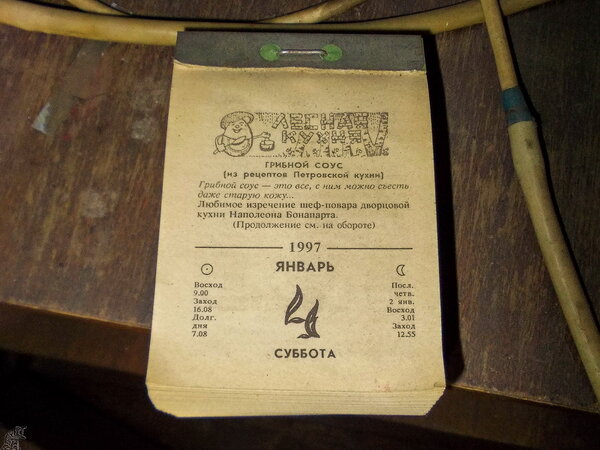 ЛЕСНАЯ
КУХНЯ
ГРИБНОЙ СОУС
(из рецептов Петровской кухни)
Грибной соус — это все, с ним можно съесть
даже старую кожу...
Любимое изречение шеф-повара дворцовой
кухни Наполеона Бонапарта.
(Продолжение см. на обороте)
1997
ЯНВАРЬ
Восход
9.00
Заход
16.08
Долг.
дня
7.08
4
Посл.
четв.
2 янв.
Восход
3.01
Заход
12.55
СУББОТА